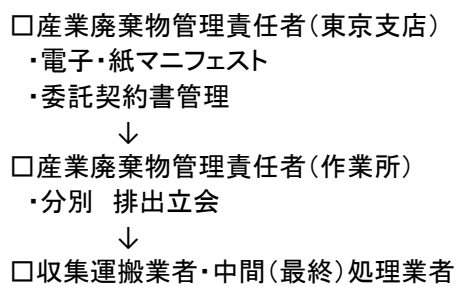 □産業廃棄物管理責任者（東京支店）
・電子・紙マニフェスト
・委託契約書管理
↓
□産業廃棄物管理責任者（作業所）
・分別　排出立会
↓
□収集運搬業者・中間（最終）処理業者